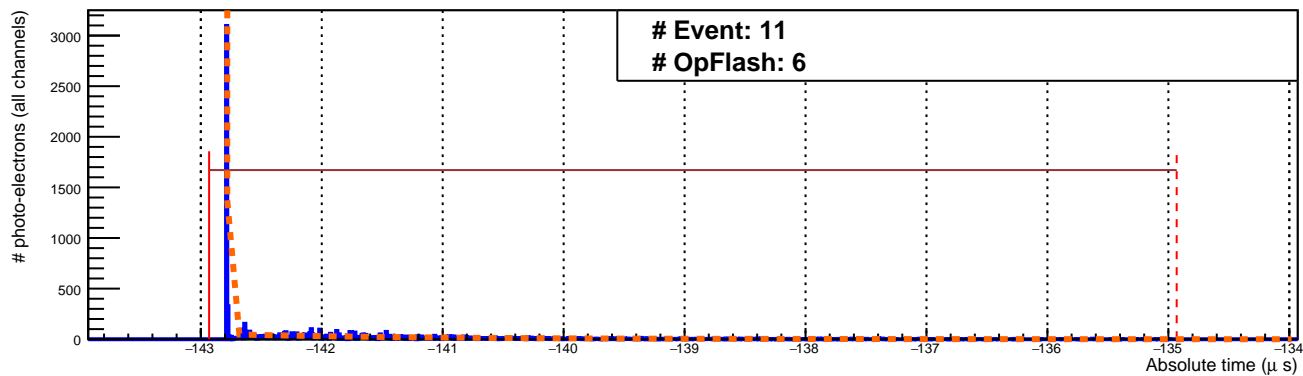 # Event: 11
# OpFlash: 6
# photo-electrons (all channels)
3000
2500
2000
1500
1000
500
0
−143 −142 −141 −140 −139 −138 −137 −136 −135 −134
Absolute time (μ s)